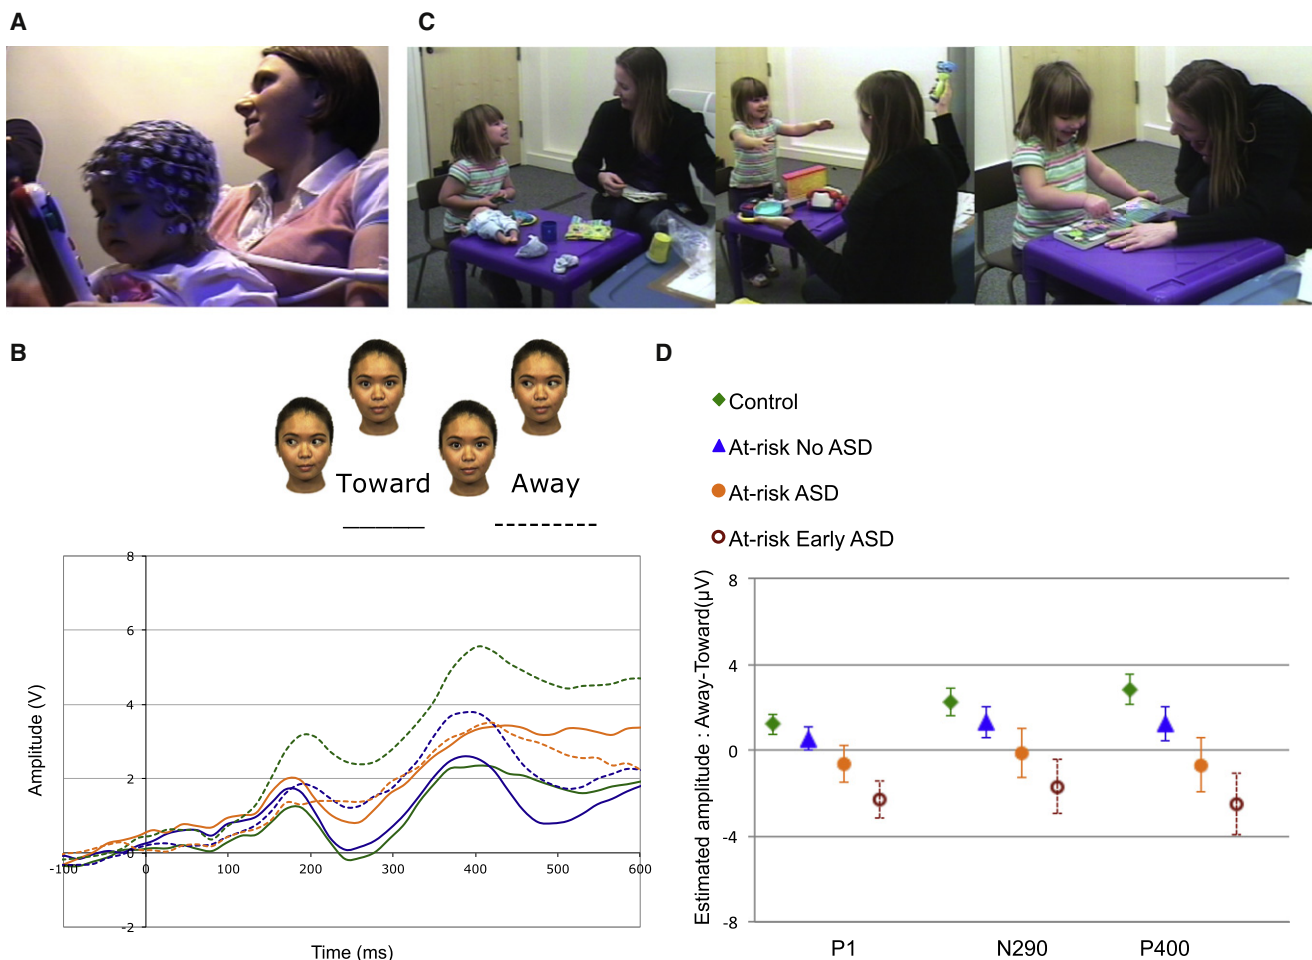 A
C
B
Toward
Away
8
6
4
2
0
-2
-100
0
100
200
300
400
500
600
Amplitude (V)
Time (ms)
D
Control
At-risk No ASD
At-risk ASD
At-risk Early ASD
Estimated amplitude : Away-Toward(µV)
8
4
0
-4
-8
P1
N290
P400